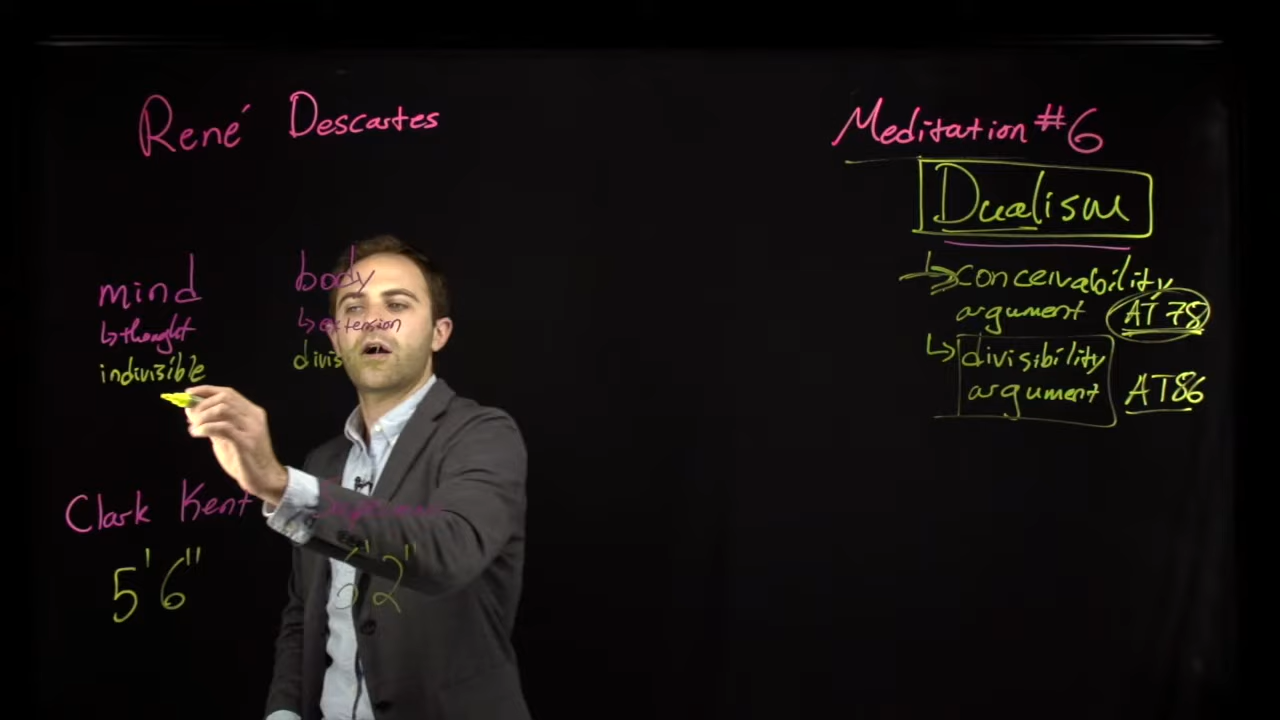 René Descartes
Meditation #6
Dualism
mind
↳ thought
indivisible
body
↳ extension
↳ conceivability
argument AT 78
↳ divisibility
argument AT86
Clark Kent
5'6"
6'2"